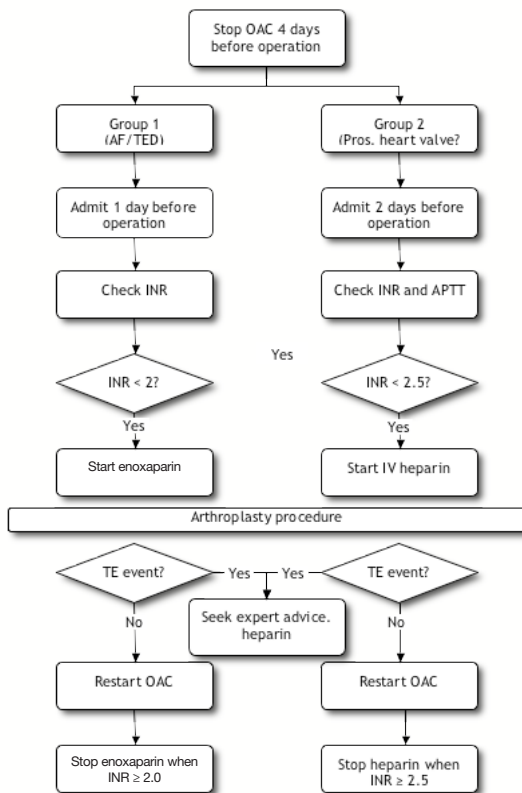 Stop OAC 4 days
before operation
Group 1
(AF/TED)
Group 2
(Pros. heart valve?
Admit 1 day before
operation
Admit 2 days before
operation
Check INR
Check INR and APTT
Yes
INR < 2?
INR < 2.5?
Yes
Yes
Start enoxaparin
Start IV heparin
Arthroplasty procedure
TE event?
Yes
Yes
TE event?
Seek expert advice.
heparin
No
No
Restart OAC
Restart OAC
Stop enoxaparin when
INR ≥ 2.0
Stop heparin when
INR ≥ 2.5